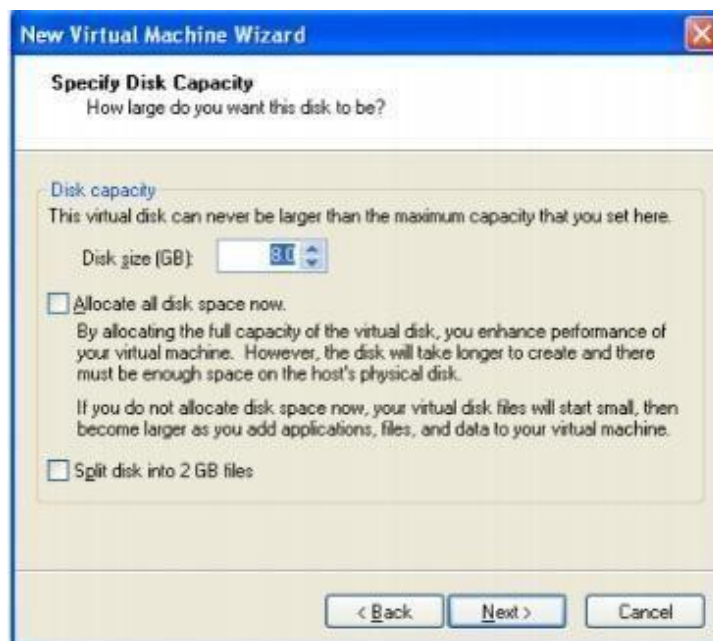 New Virtual Machine Wizard
Specify Disk Capacity
How large do you want this disk to be?
Disk capacity
This virtual disk can never be larger than the maximum capacity that you set here.
Disk size (GB): 8.0
Allocate all disk space now.
By allocating the full capacity of the virtual disk, you enhance performance of
your virtual machine. However, the disk will take longer to create and there
must be enough space on the host's physical disk.
If you do not allocate disk space now, your virtual disk files will start small, then
become larger as you add applications, files, and data to your virtual machine.
Split disk into 2 GB files
< Back Next > Cancel